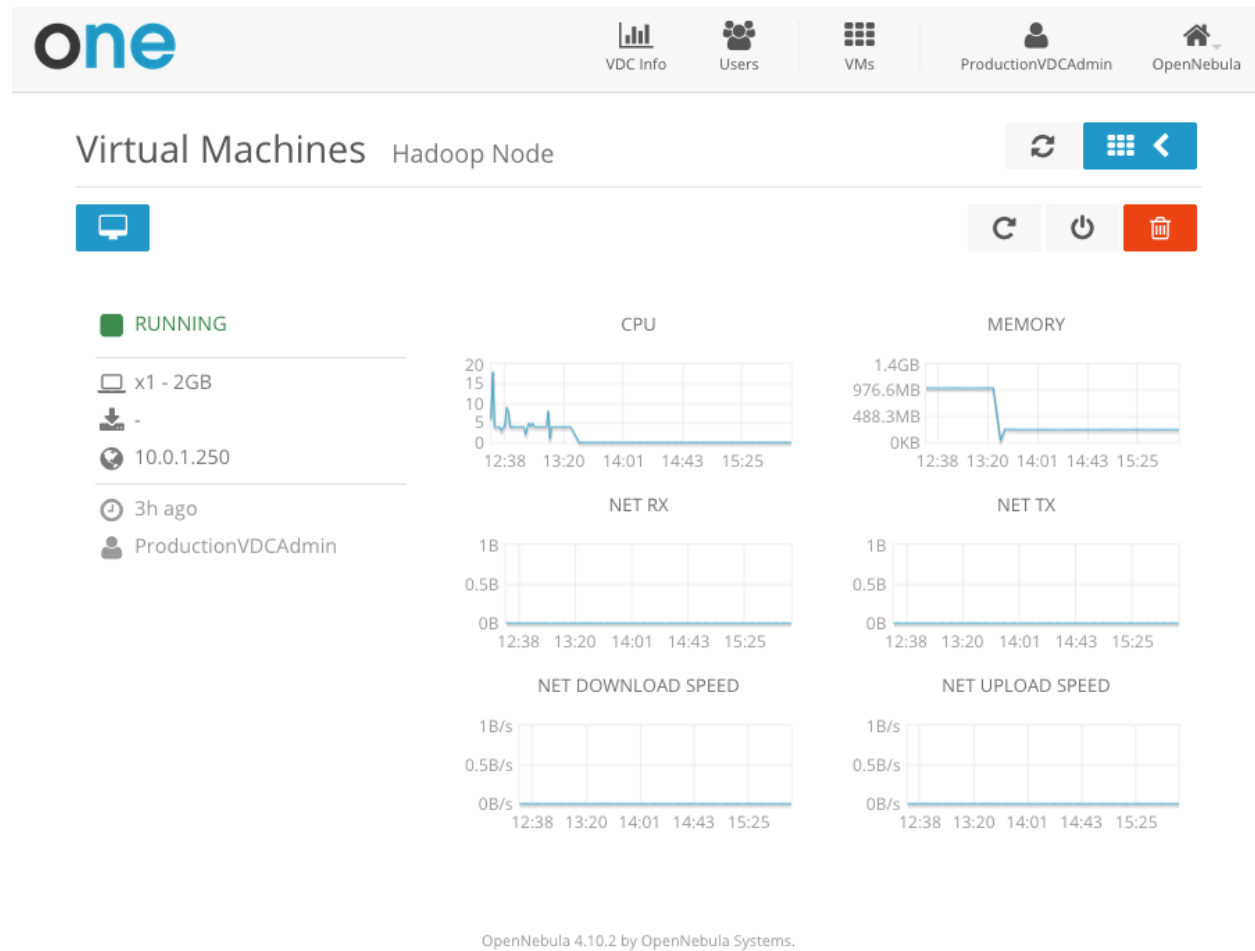 one
VDC Info Users VMs ProductionVDCAdmin OpenNebula
Virtual Machines Hadoop Node
RUNNING
x1 - 2GB
-
10.0.1.250
3h ago
ProductionVDCAdmin
CPU
20
15
10
5
0
12:38 13:20 14:01 14:43 15:25
MEMORY
1.4GB
976.6MB
488.3MB
0KB
12:38 13:20 14:01 14:43 15:25
NET RX
1B
0.5B
0B
12:38 13:20 14:01 14:43 15:25
NET TX
1B
0.5B
0B
12:38 13:20 14:01 14:43 15:25
NET DOWNLOAD SPEED
1B/s
0.5B/s
0B/s
12:38 13:20 14:01 14:43 15:25
NET UPLOAD SPEED
1B/s
0.5B/s
0B/s
12:38 13:20 14:01 14:43 15:25
OpenNebula 4.10.2 by OpenNebula Systems.